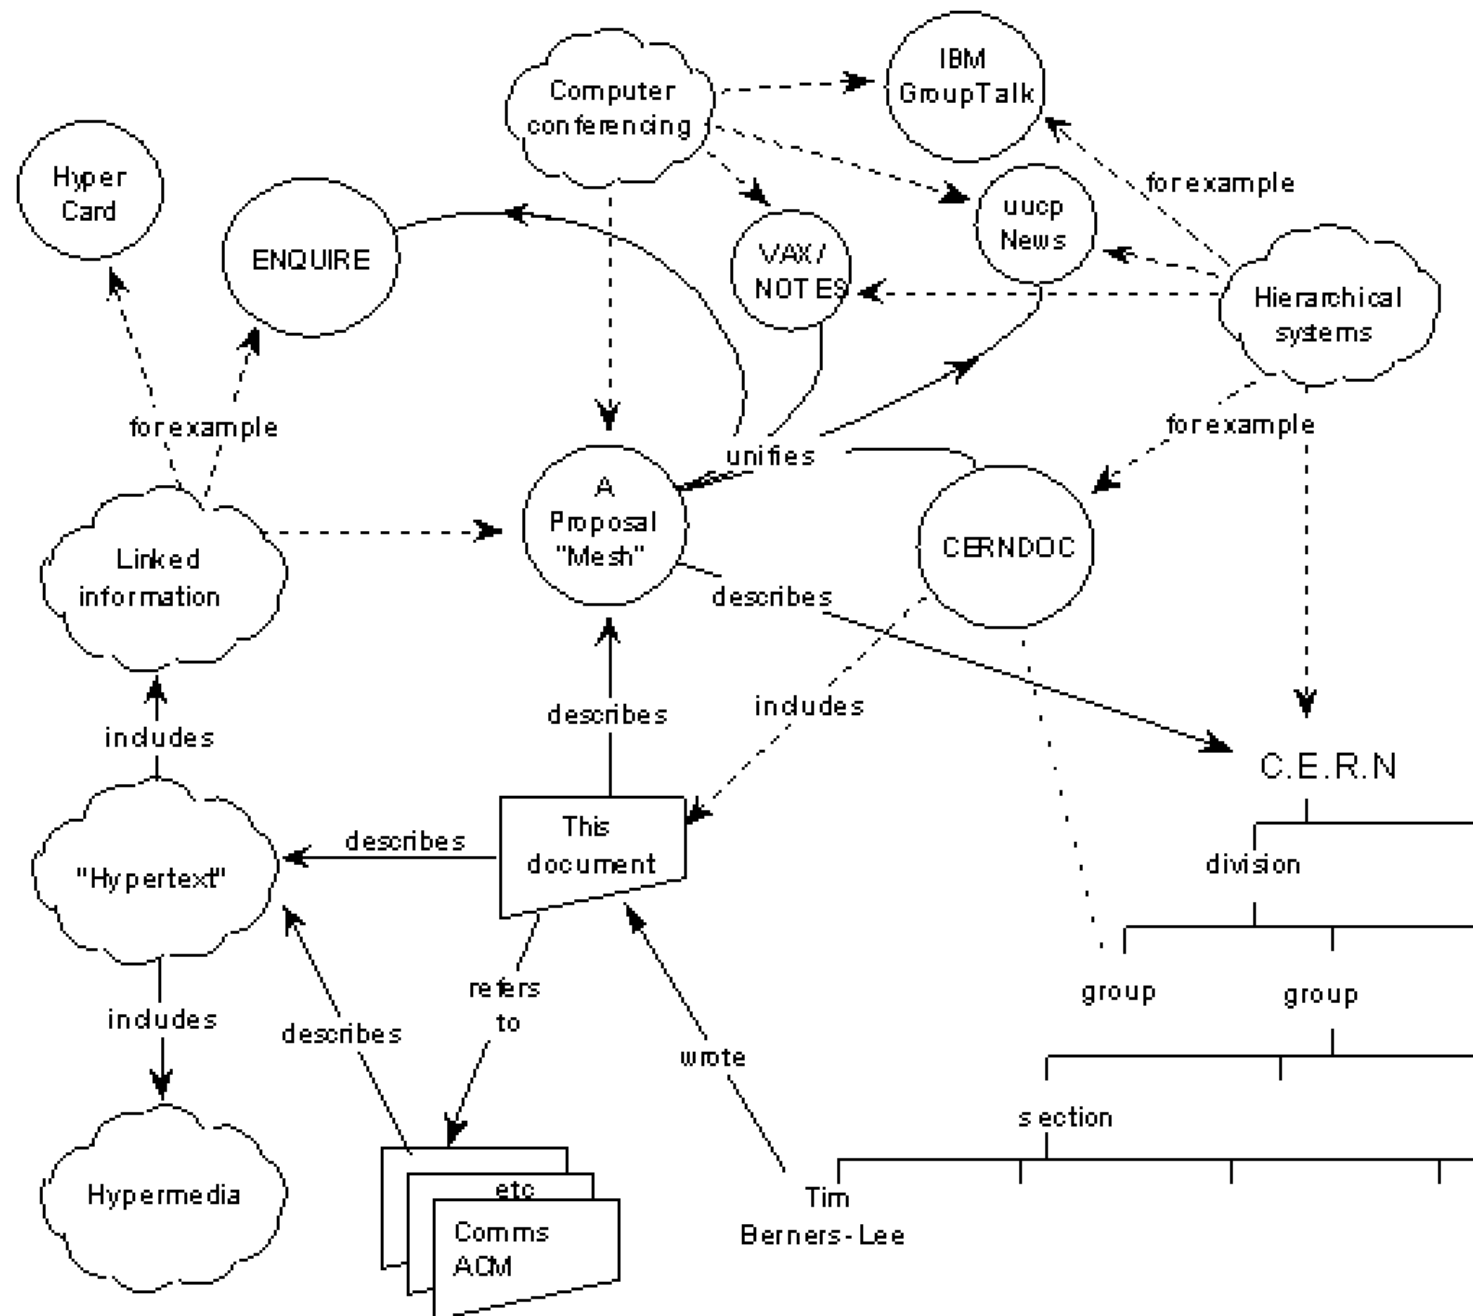 IBM
GroupTalk
Computer
conferencing
Hyper
Card
for example
uucp
News
ENQUIRE
VAX/
NOTES
Hierarchical
systems
for example
for example
unifies
A
Proposal
"Mesh"
CERNDOC
Linked
information
describes
includes
describes
includes
C.E.R.N
This
document
describes
division
"Hypertext"
refers
to
group
group
includes
describes
wrote
section
etc
Hypermedia
Comms
ACM
Tim
Berners-Lee